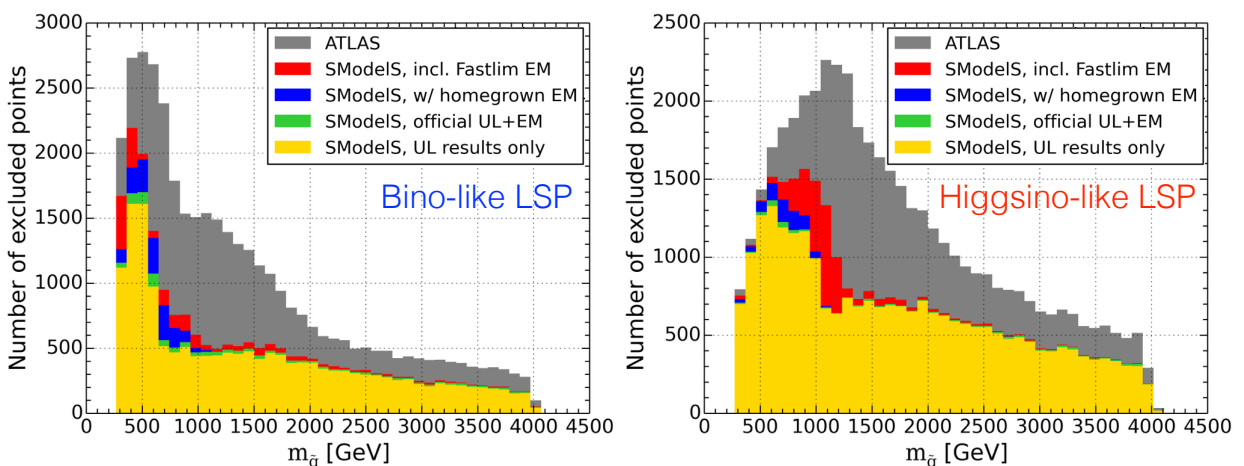 Number of excluded points
3000
2500
2000
1500
1000
500
0
ATLAS
SModelS, incl. Fastlim EM
SModelS, w/ homegrown EM
SModelS, official UL+EM
SModelS, UL results only
Bino-like LSP
0 500 1000 1500 2000 2500 3000 3500 4000 4500
m_q̃ [GeV]
Number of excluded points
2500
2000
1500
1000
500
0
ATLAS
SModelS, incl. Fastlim EM
SModelS, w/ homegrown EM
SModelS, official UL+EM
SModelS, UL results only
Higgsino-like LSP
0 500 1000 1500 2000 2500 3000 3500 4000 4500
m_q̃ [GeV]